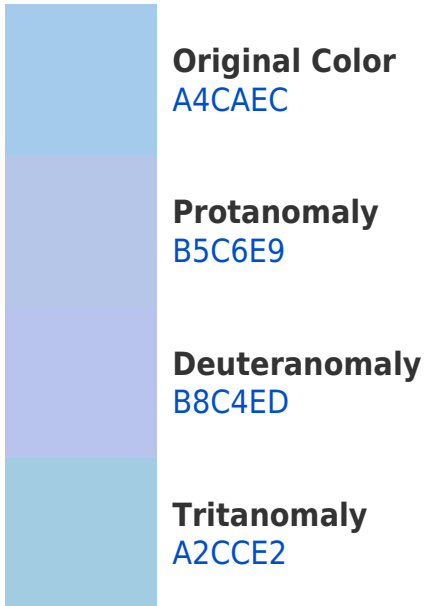 Original Color
A4CAEC
Protanomaly
B5C6E9
Deuteranomaly
B8C4ED
Tritanomaly
A2CCE2